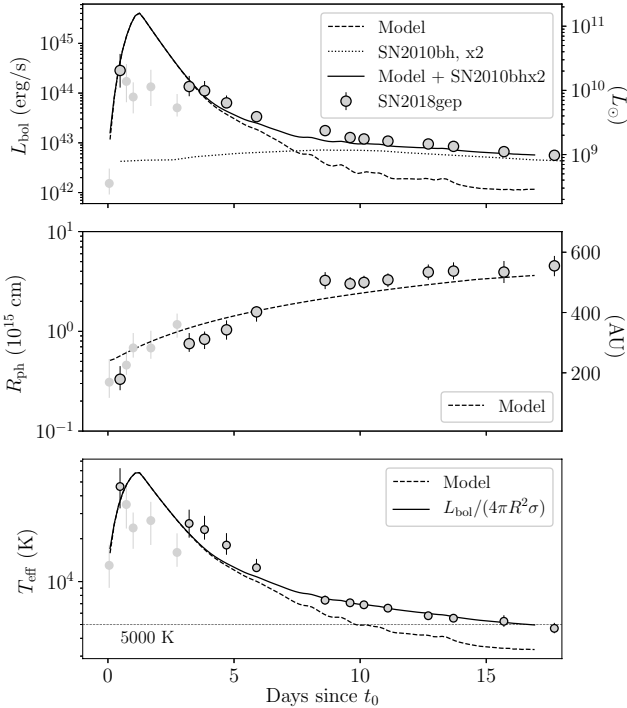 10^45
10^44
10^43
10^42
L_bol (erg/s)
Model
SN2010bh, x2
Model + SN2010bhx2
SN2018gep
10^11
10^10
10^9
(L_⊙)
10^1
10^0
10^−1
R_ph (10^15 cm)
Model
600
400
200
(AU)
10^4
T_eff (K)
Model
L_bol/(4πR^2σ)
5000 K
0 5 10 15
Days since t_0